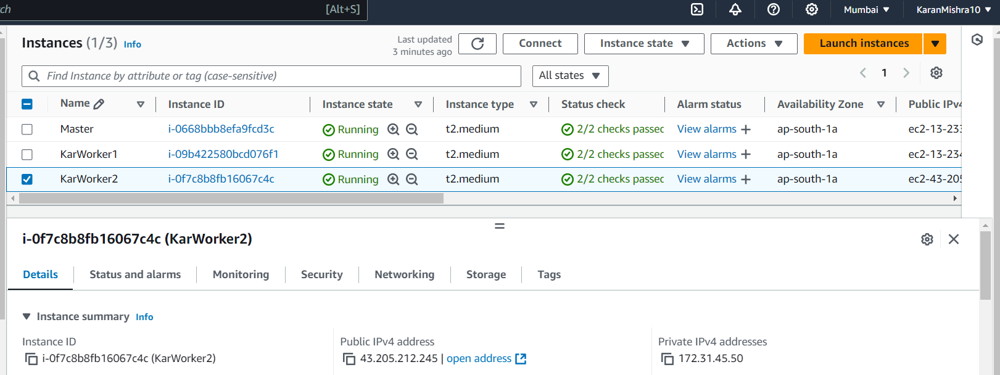 ch [Alt+S] Mumbai KaranMishra10
Instances (1/3) Info Last updated 3 minutes ago Connect Instance state Actions Launch instances
Find Instance by attribute or tag (case-sensitive) All states 1
Name Instance ID Instance state Instance type Status check Alarm status Availability Zone Public IPv4
Master i-0668bbb8efa9fcd3c Running t2.medium 2/2 checks passec View alarms ap-south-1a ec2-13-233
KarWorker1 i-09b422580bcd076f1 Running t2.medium 2/2 checks passec View alarms ap-south-1a ec2-13-234
KarWorker2 i-0f7c8b8fb16067c4c Running t2.medium 2/2 checks passec View alarms ap-south-1a ec2-43-205
i-0f7c8b8fb16067c4c (KarWorker2)
Details Status and alarms Monitoring Security Networking Storage Tags
Instance summary Info
Instance ID Public IPv4 address Private IPv4 addresses
i-0f7c8b8fb16067c4c (KarWorker2) 43.205.212.245 | open address 172.31.45.50